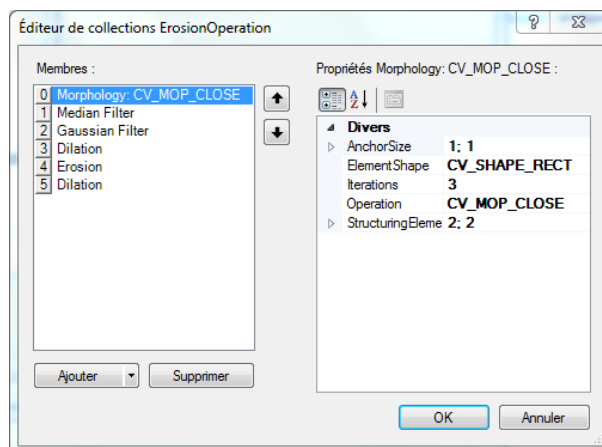 Éditeur de collections ErosionOperation
Membres :
0 Morphology: CV_MOP_CLOSE
1 Median Filter
2 Gaussian Filter
3 Dilation
4 Erosion
5 Dilation
Ajouter
Supprimer
Propriétés Morphology: CV_MOP_CLOSE :
Divers
AnchorSize 1; 1
ElementShape CV_SHAPE_RECT
Iterations 3
Operation CV_MOP_CLOSE
StructuringEleme 2; 2
OK
Annuler